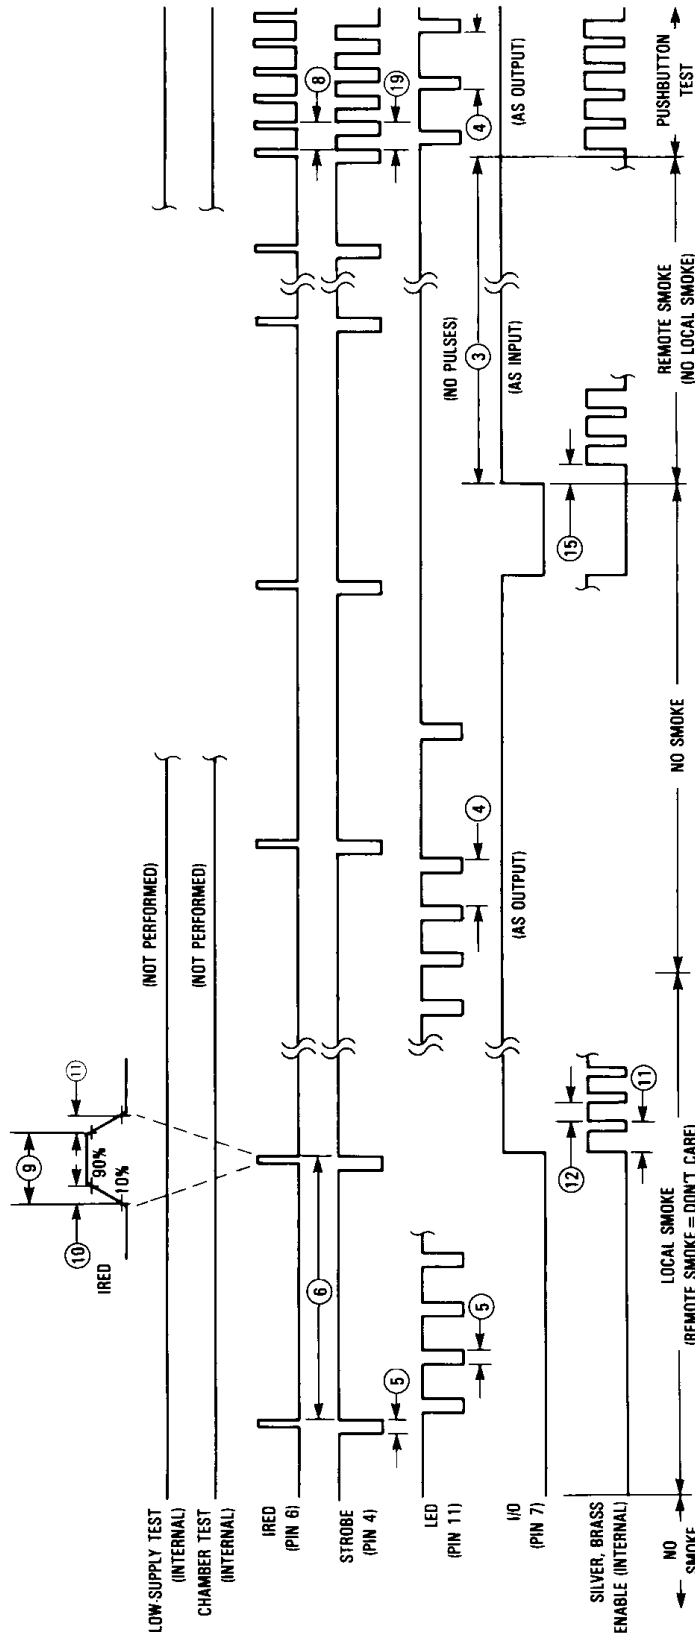 IRED
10
9
11
90%
10%
LOW-SUPPLY TEST
(INTERNAL)
(NOT PERFORMED)
CHAMBER TEST
(INTERNAL)
(NOT PERFORMED)
IRED
(PIN 6)
6
8
STROBE
(PIN 4)
5
19
LED
(PIN 11)
5
4
(NO PULSES)
3
4
I/O
(PIN 7)
(AS OUTPUT)
(AS INPUT)
(AS OUTPUT)
SILVER, BRASS
ENABLE (INTERNAL)
12
11
15
NO
SMOKE
LOCAL SMOKE
(REMOTE SMOKE = DON'T CARE)
NO SMOKE
REMOTE SMOKE
(NO LOCAL SMOKE)
PUSHBUTTON
TEST